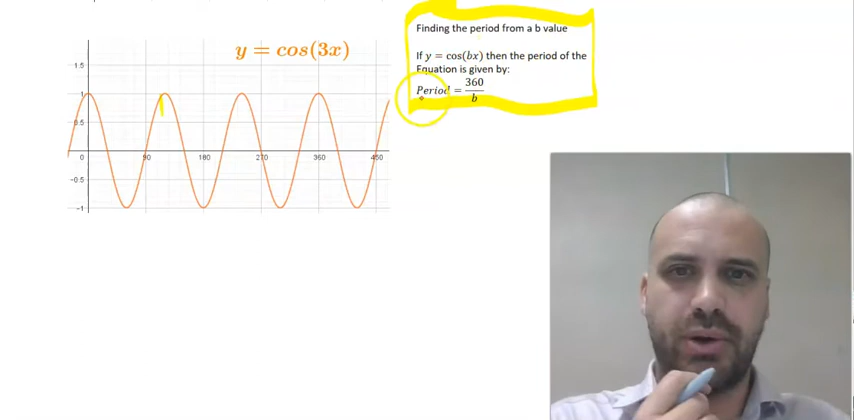 Finding the period from a b value
y = cos(3x)
If y = cos(bx) then the period of the
Equation is given by:
Period = 360
b
1.5
1
0.5
0 90 180 270 360 450
−0.5
−1